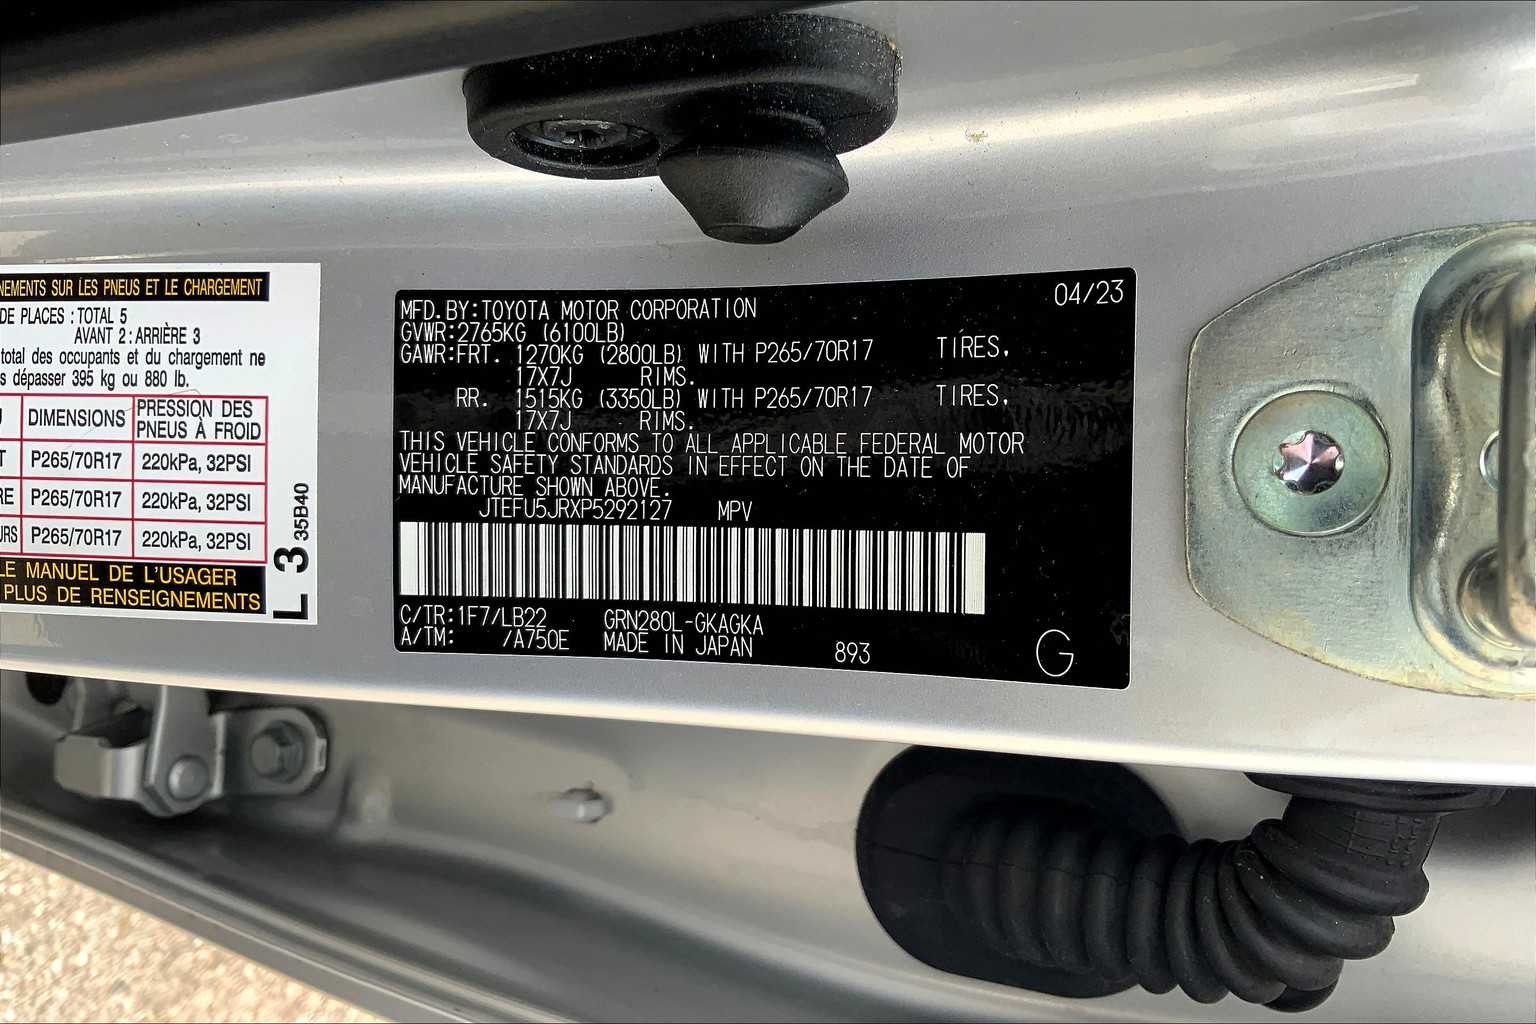 NEMENTS SUR LES PNEUS ET LE CHARGEMENT
DE PLACES : TOTAL 5
AVANT 2 : ARRIÈRE 3
total des occupants et du chargement ne
s dépasser 395 kg ou 880 lb.
DIMENSIONS PRESSION DES PNEUS À FROID
T P265/70R17 220kPa, 32PSI
RE P265/70R17 220kPa, 32PSI
URS P265/70R17 220kPa, 32PSI
LE MANUEL DE L'USAGER
PLUS DE RENSEIGNEMENTS
L 3 35B40
MFD. BY: TOYOTA MOTOR CORPORATION 04/23
GVWR: 2765KG (6100LB)
GAWR: FRT. 1270KG (2800LB) WITH P265/70R17 TIRES,
17X7J RIMS.
RR. 1515KG (3350LB) WITH P265/70R17 TIRES,
17X7J RIMS.
THIS VEHICLE CONFORMS TO ALL APPLICABLE FEDERAL MOTOR
VEHICLE SAFETY STANDARDS IN EFFECT ON THE DATE OF
MANUFACTURE SHOWN ABOVE.
JTEFU5JRXP5292127 MPV
C/TR: 1F7/LB22 GRN280L-GKAGKA
A/TM: /A750E MADE IN JAPAN 893 G